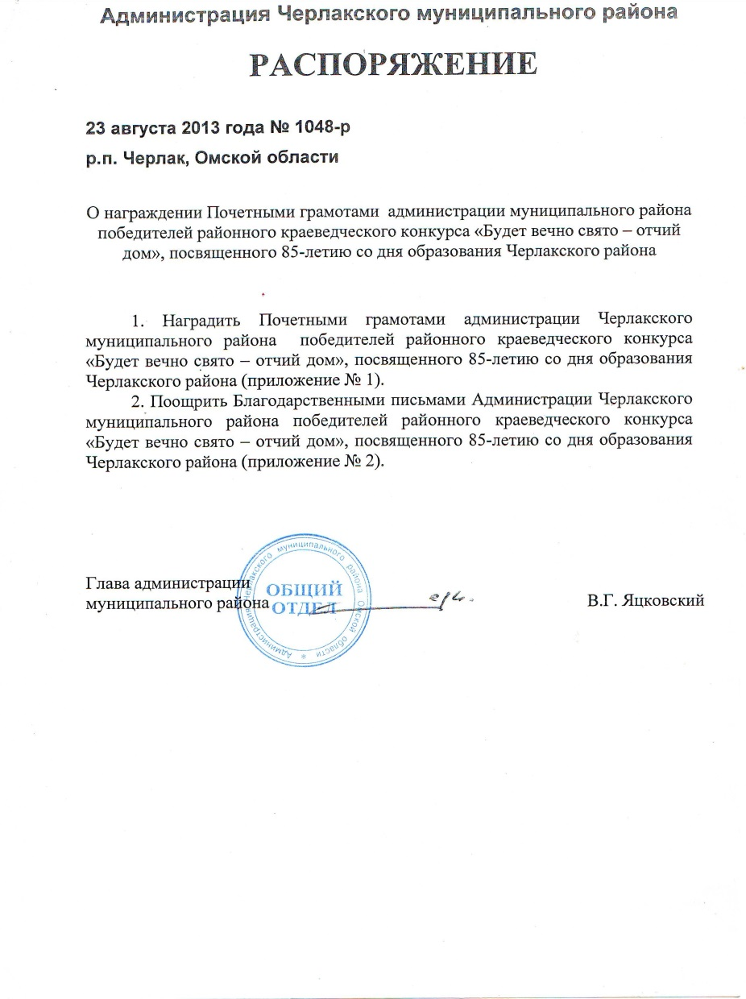 Администрация Черлакского муниципального района
РАСПОРЯЖЕНИЕ
23 августа 2013 года № 1048-р
р.п. Черлак, Омской области
О награждении Почетными грамотами администрации муниципального района
победителей районного краеведческого конкурса «Будет вечно свято – отчий
дом», посвященного 85-летию со дня образования Черлакского района
1. Наградить Почетными грамотами администрации Черлакского
муниципального района победителей районного краеведческого конкурса
«Будет вечно свято – отчий дом», посвященного 85-летию со дня образования
Черлакского района (приложение № 1).
2. Поощрить Благодарственными письмами Администрации Черлакского
муниципального района победителей районного краеведческого конкурса
«Будет вечно свято – отчий дом», посвященного 85-летию со дня образования
Черлакского района (приложение № 2).
Глава администрации
муниципального района
В.Г. Яцковский
Администрация Черлакского муниципального района Омской области *
ОБЩИЙ
ОТДЕЛ